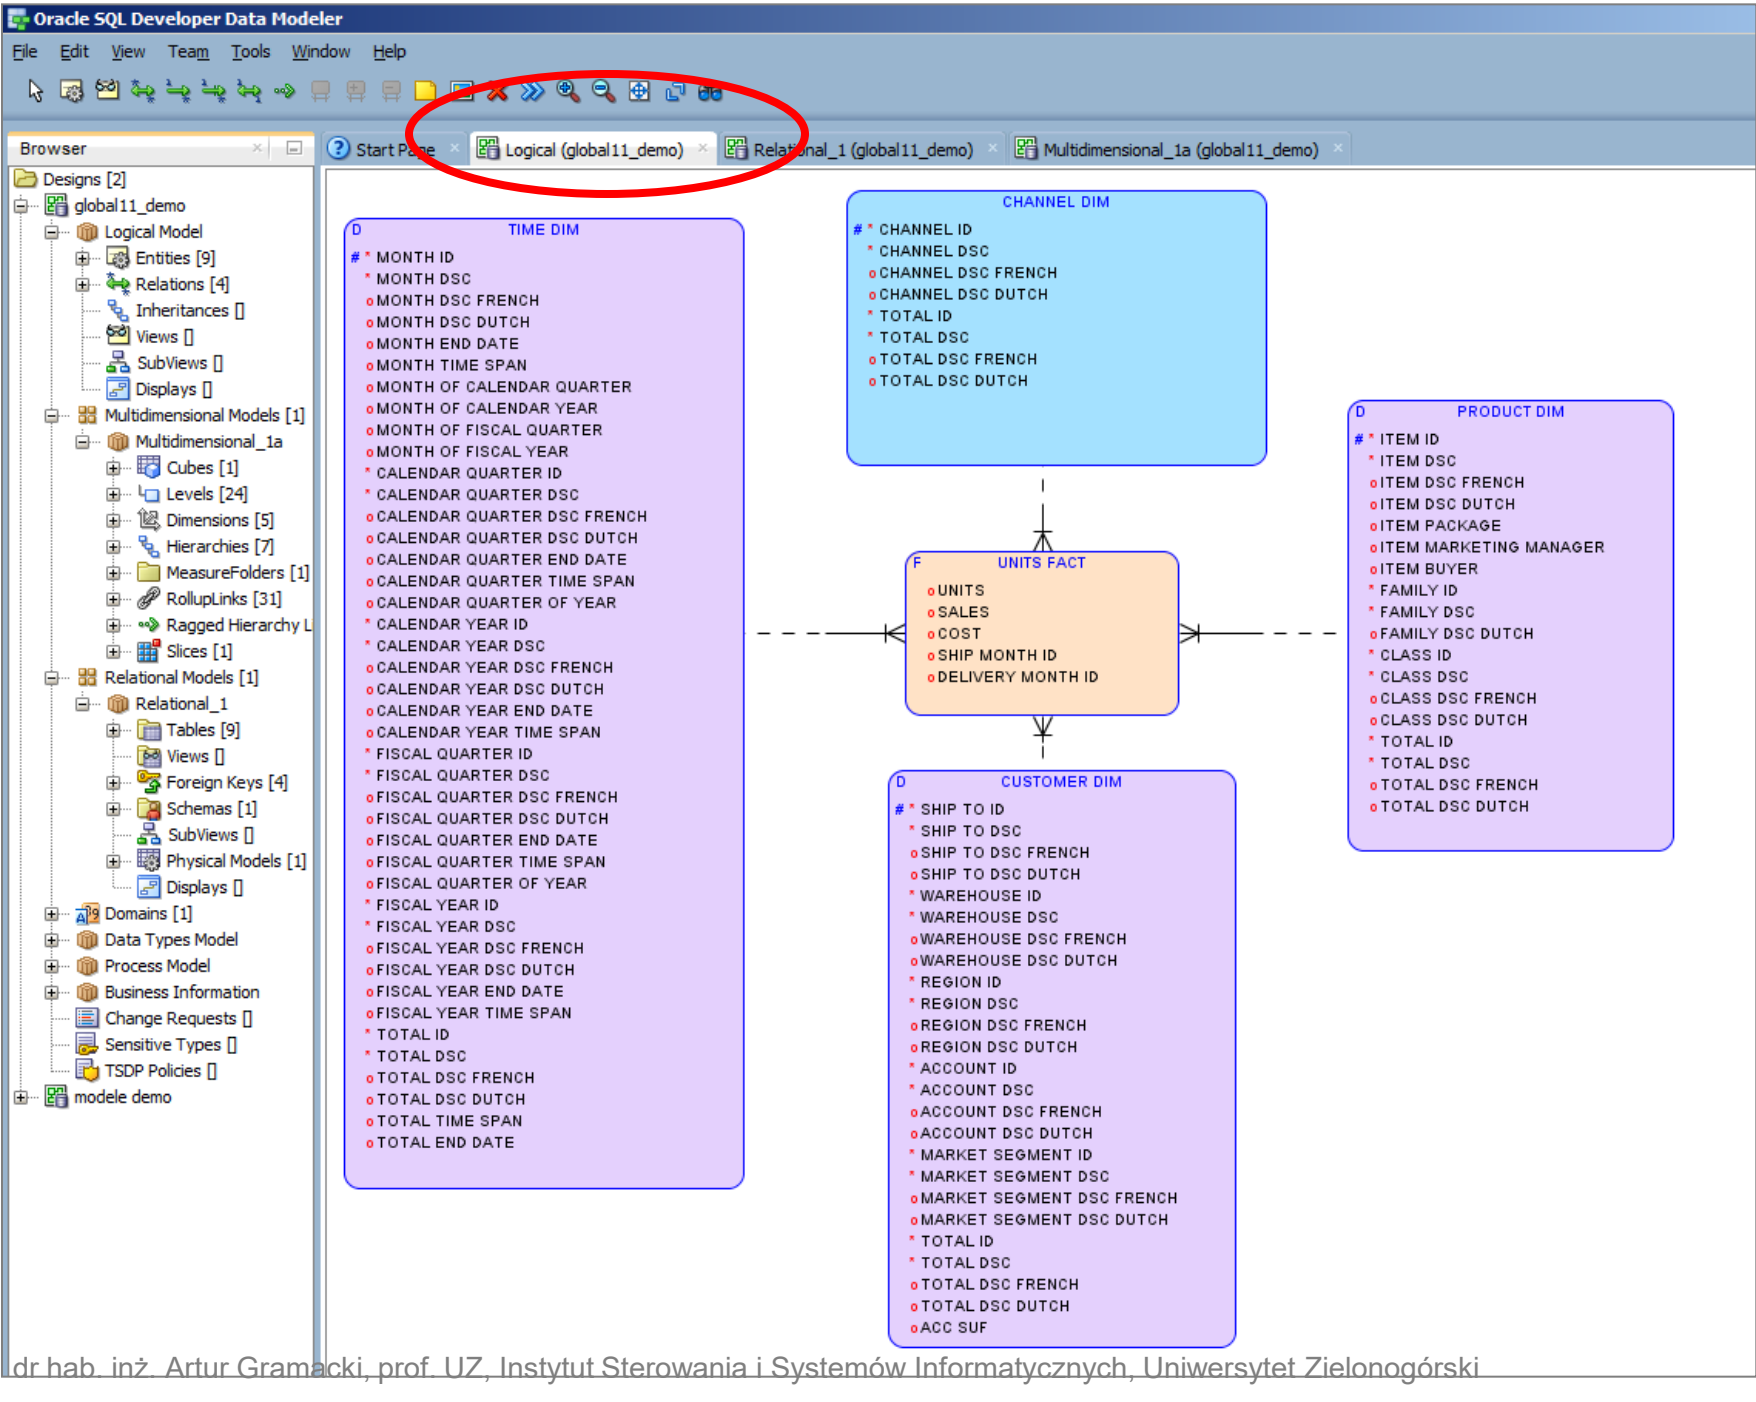 Oracle SQL Developer Data Modeler
File Edit View Team Tools Window Help
Browser
Start Page
Logical (global11_demo)
Relational_1 (global11_demo)
Multidimensional_1a (global11_demo)
Designs [2]
global11_demo
Logical Model
Entities [9]
Relations [4]
Inheritances []
Views []
SubViews []
Displays []
Multidimensional Models [1]
Multidimensional_1a
Cubes [1]
Levels [24]
Dimensions [5]
Hierarchies [7]
MeasureFolders [1]
RollupLinks [31]
Ragged Hierarchy Li
Slices [1]
Relational Models [1]
Relational_1
Tables [9]
Views []
Foreign Keys [4]
Schemas [1]
SubViews []
Physical Models [1]
Displays []
Domains [1]
Data Types Model
Process Model
Business Information
Change Requests []
Sensitive Types []
TSDP Policies []
modele demo
D TIME DIM
# * MONTH ID
* MONTH DSC
o MONTH DSC FRENCH
o MONTH DSC DUTCH
o MONTH END DATE
o MONTH TIME SPAN
o MONTH OF CALENDAR QUARTER
o MONTH OF CALENDAR YEAR
o MONTH OF FISCAL QUARTER
o MONTH OF FISCAL YEAR
* CALENDAR QUARTER ID
* CALENDAR QUARTER DSC
o CALENDAR QUARTER DSC FRENCH
o CALENDAR QUARTER DSC DUTCH
o CALENDAR QUARTER END DATE
o CALENDAR QUARTER TIME SPAN
o CALENDAR QUARTER OF YEAR
* CALENDAR YEAR ID
* CALENDAR YEAR DSC
o CALENDAR YEAR DSC FRENCH
o CALENDAR YEAR DSC DUTCH
o CALENDAR YEAR END DATE
o CALENDAR YEAR TIME SPAN
* FISCAL QUARTER ID
* FISCAL QUARTER DSC
o FISCAL QUARTER DSC FRENCH
o FISCAL QUARTER DSC DUTCH
o FISCAL QUARTER END DATE
o FISCAL QUARTER TIME SPAN
o FISCAL QUARTER OF YEAR
* FISCAL YEAR ID
* FISCAL YEAR DSC
o FISCAL YEAR DSC FRENCH
o FISCAL YEAR DSC DUTCH
o FISCAL YEAR END DATE
o FISCAL YEAR TIME SPAN
* TOTAL ID
* TOTAL DSC
o TOTAL DSC FRENCH
o TOTAL DSC DUTCH
o TOTAL TIME SPAN
o TOTAL END DATE
CHANNEL DIM
# * CHANNEL ID
* CHANNEL DSC
o CHANNEL DSC FRENCH
o CHANNEL DSC DUTCH
* TOTAL ID
* TOTAL DSC
o TOTAL DSC FRENCH
o TOTAL DSC DUTCH
F UNITS FACT
o UNITS
o SALES
o COST
o SHIP MONTH ID
o DELIVERY MONTH ID
D CUSTOMER DIM
# * SHIP TO ID
* SHIP TO DSC
o SHIP TO DSC FRENCH
o SHIP TO DSC DUTCH
* WAREHOUSE ID
* WAREHOUSE DSC
o WAREHOUSE DSC FRENCH
o WAREHOUSE DSC DUTCH
* REGION ID
* REGION DSC
o REGION DSC FRENCH
o REGION DSC DUTCH
* ACCOUNT ID
* ACCOUNT DSC
o ACCOUNT DSC FRENCH
o ACCOUNT DSC DUTCH
* MARKET SEGMENT ID
* MARKET SEGMENT DSC
o MARKET SEGMENT DSC FRENCH
o MARKET SEGMENT DSC DUTCH
* TOTAL ID
* TOTAL DSC
o TOTAL DSC FRENCH
o TOTAL DSC DUTCH
o ACC SUF
D PRODUCT DIM
# * ITEM ID
* ITEM DSC
o ITEM DSC FRENCH
o ITEM DSC DUTCH
o ITEM PACKAGE
o ITEM MARKETING MANAGER
o ITEM BUYER
* FAMILY ID
* FAMILY DSC
o FAMILY DSC DUTCH
* CLASS ID
* CLASS DSC
o CLASS DSC FRENCH
o CLASS DSC DUTCH
* TOTAL ID
* TOTAL DSC
o TOTAL DSC FRENCH
o TOTAL DSC DUTCH
dr hab. inż. Artur Gramacki, prof. UZ, Instytut Sterowania i Systemów Informatycznych, Uniwersytet Zielonogórski